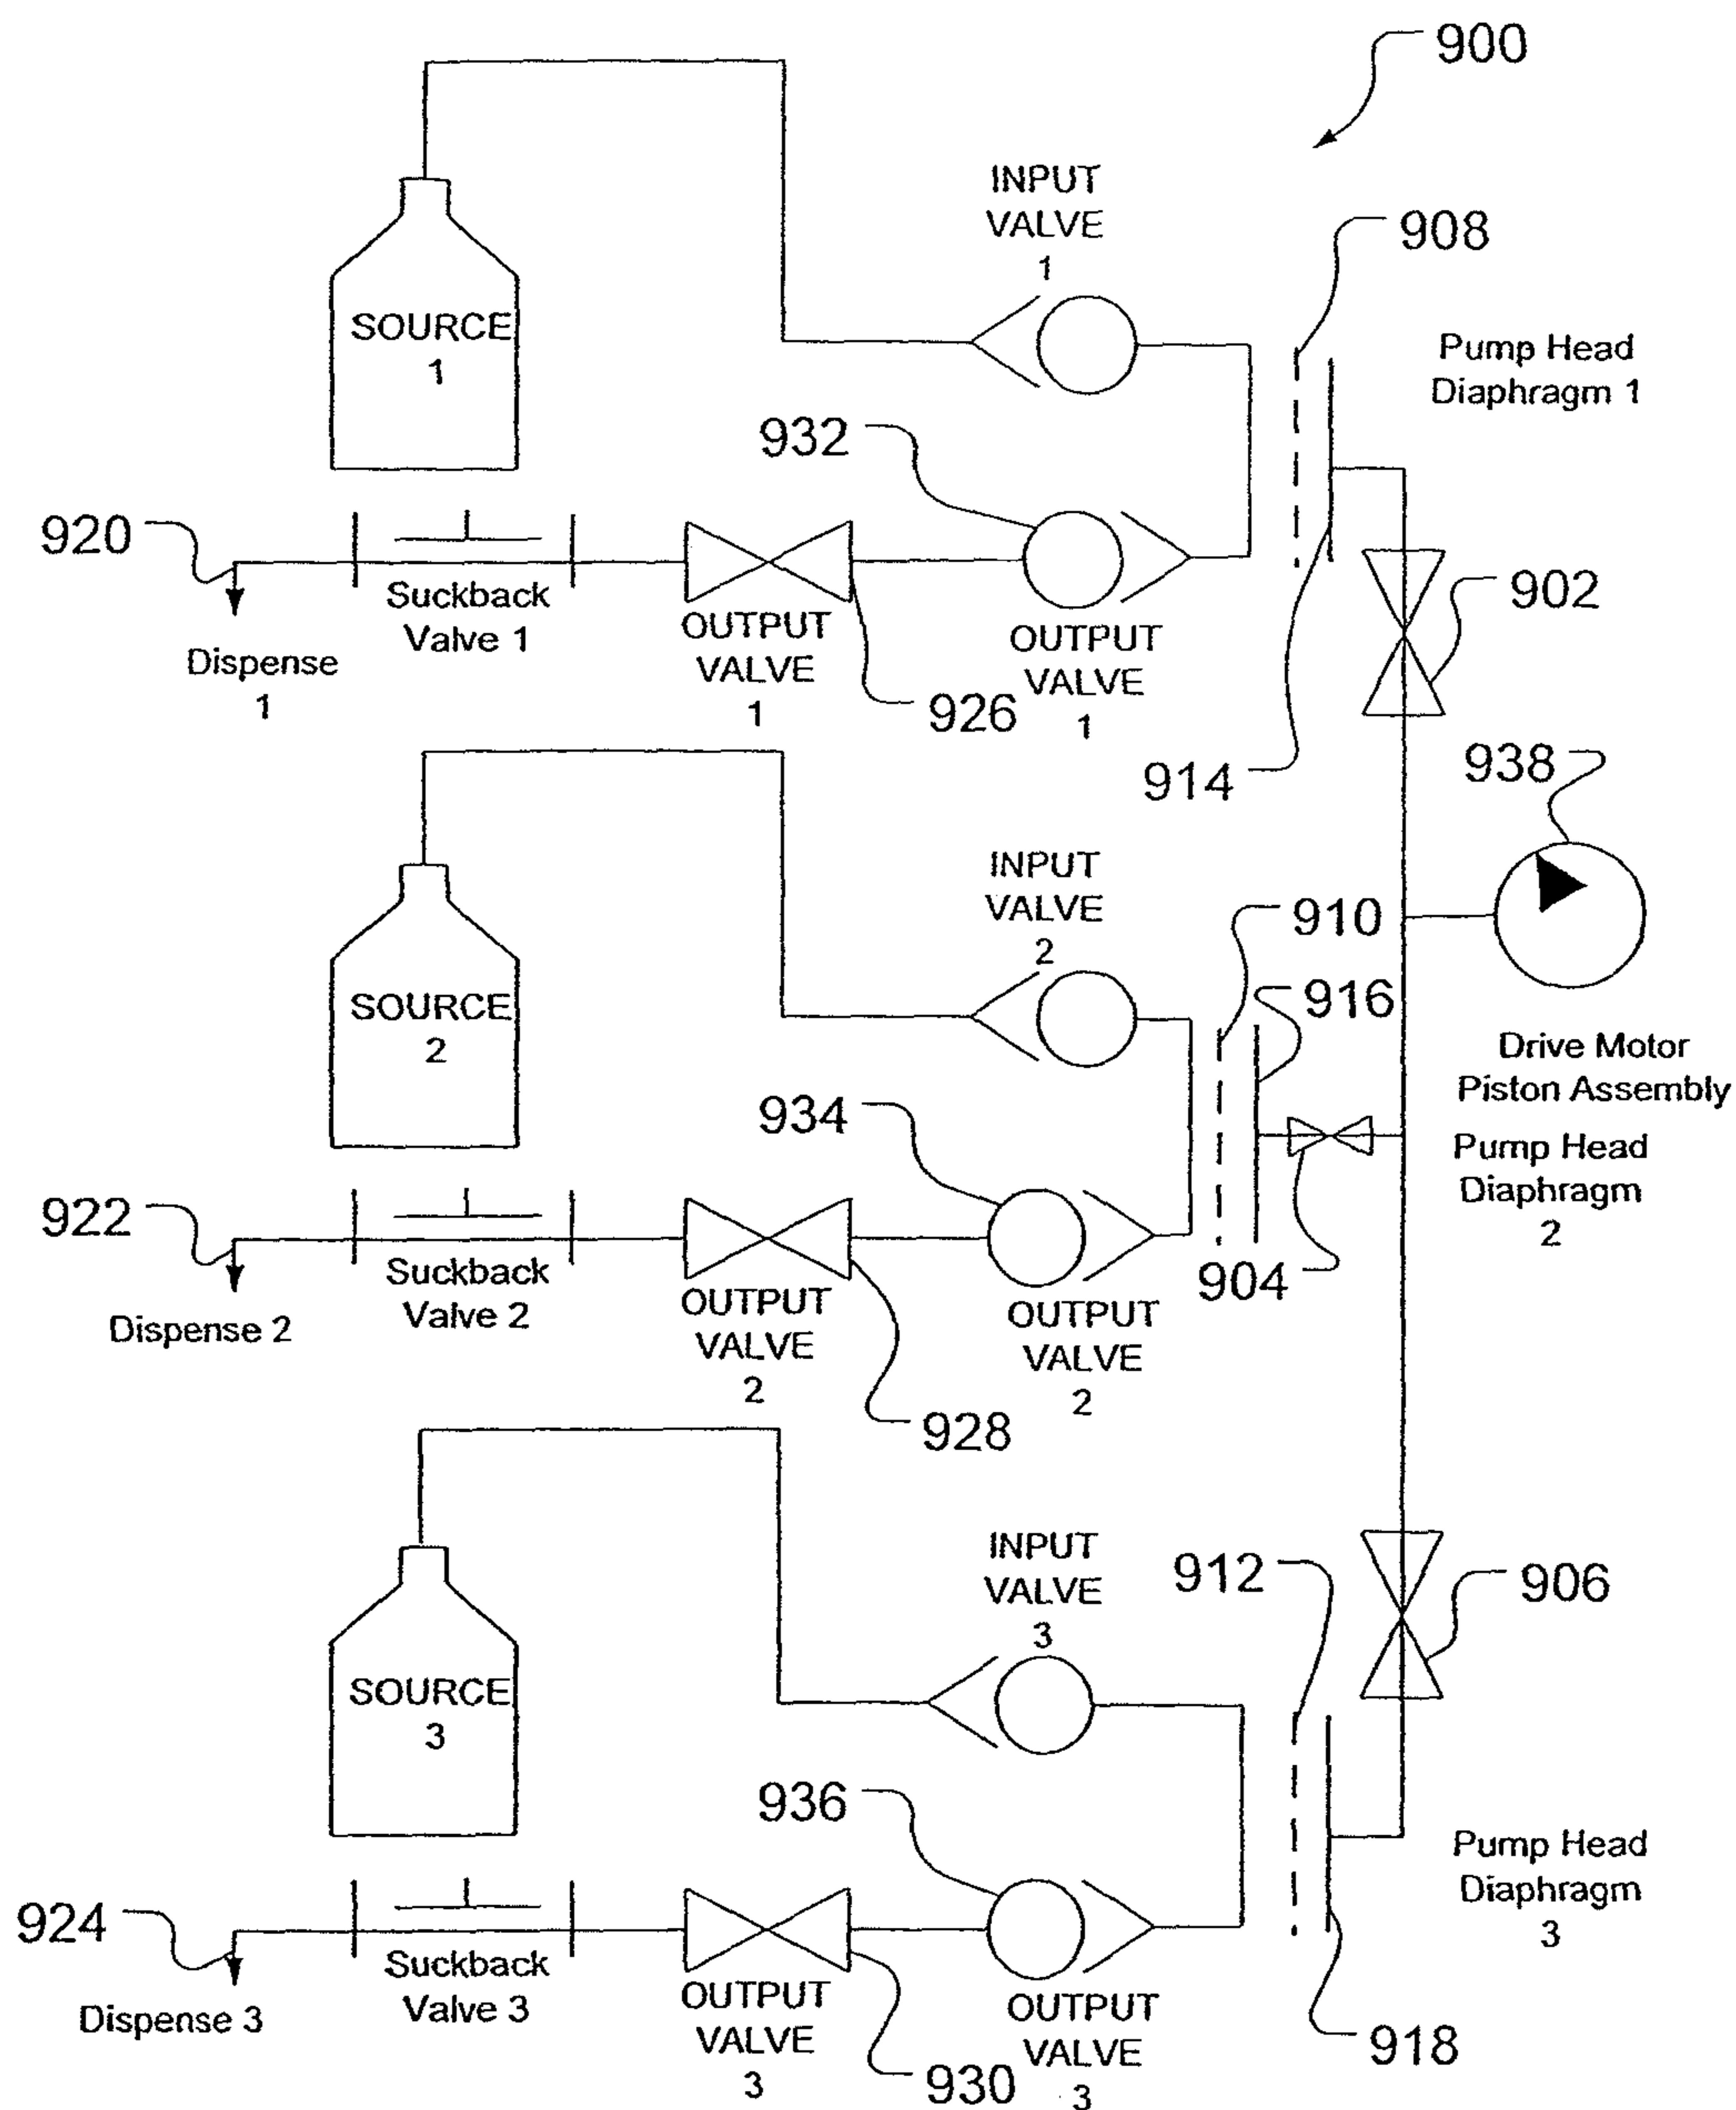 900
INPUT
VALVE
1
908
SOURCE
1
Pump Head
Diaphragm 1
932
920
Suckback
Valve 1
OUTPUT
VALVE
1
OUTPUT
VALVE
1
902
Dispense
1
926
914
938
INPUT
VALVE
2
910
916
SOURCE
2
Drive Motor
Piston Assembly
934
Pump Head
Diaphragm
2
922
Suckback
Valve 2
904
Dispense 2
OUTPUT
VALVE
2
OUTPUT
VALVE
2
928
INPUT
VALVE
3
912
906
SOURCE
3
936
Pump Head
Diaphragm
3
924
Suckback
Valve 3
Dispense 3
OUTPUT
VALVE
3
OUTPUT
VALVE
3
930
918